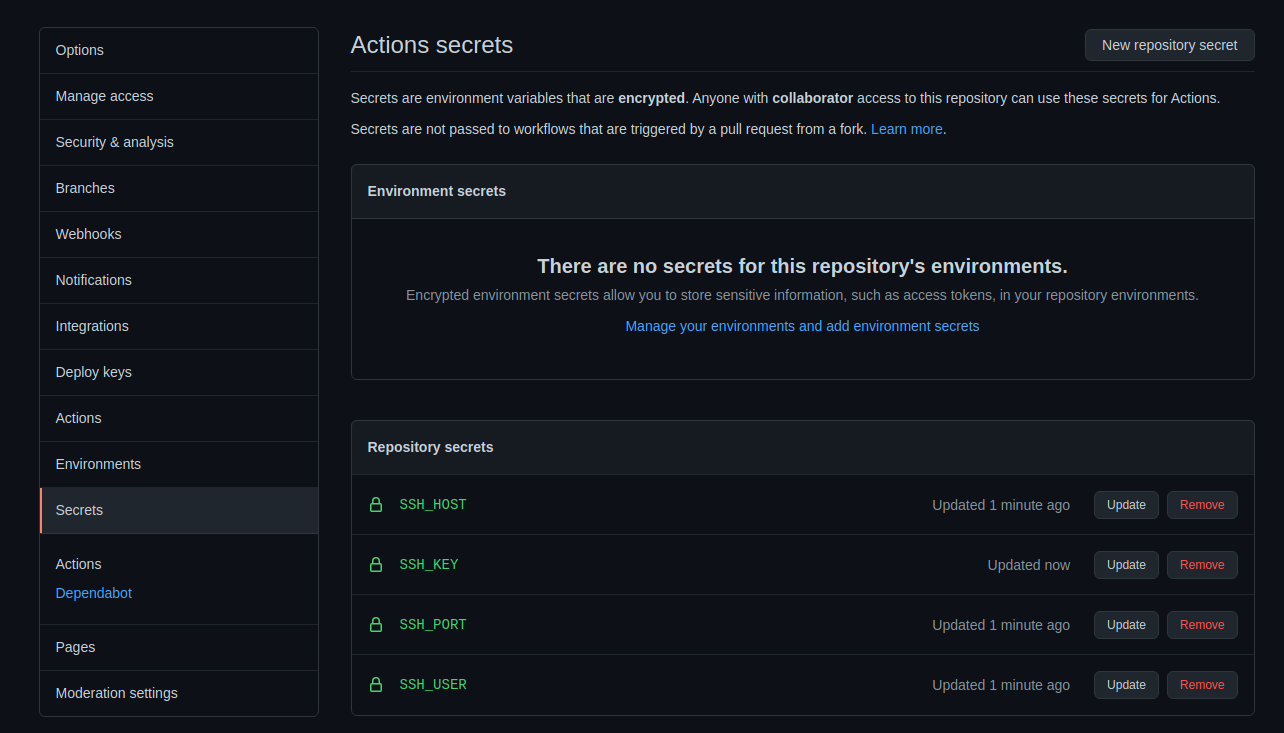 Options
Manage access
Security & analysis
Branches
Webhooks
Notifications
Integrations
Deploy keys
Actions
Environments
Secrets
Actions
Dependabot
Pages
Moderation settings
Actions secrets
New repository secret
Secrets are environment variables that are encrypted. Anyone with collaborator access to this repository can use these secrets for Actions.
Secrets are not passed to workflows that are triggered by a pull request from a fork. Learn more.
Environment secrets
There are no secrets for this repository's environments.
Encrypted environment secrets allow you to store sensitive information, such as access tokens, in your repository environments.
Manage your environments and add environment secrets
Repository secrets
SSH_HOST Updated 1 minute ago Update Remove
SSH_KEY Updated now Update Remove
SSH_PORT Updated 1 minute ago Update Remove
SSH_USER Updated 1 minute ago Update Remove